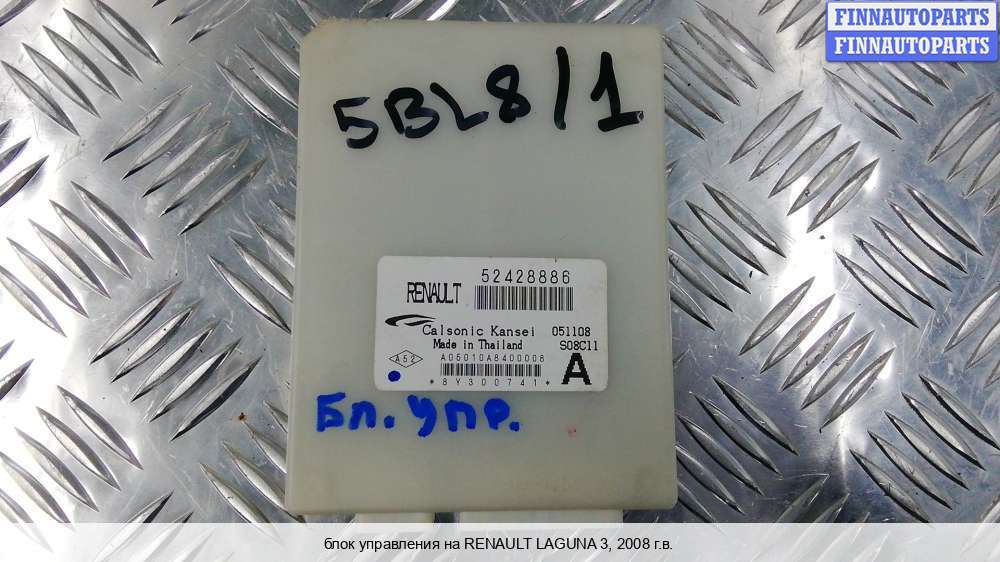 FINNAUTOPARTS
FINNAUTOPARTS
5BL8/1
RENAULT 52428886
Calsonic Kansei 051108
Made in Thailand S08C11
A52 A05010A8400008 A
*8Y300741*
Бл. упр.
блок управления на RENAULT LAGUNA 3, 2008 г.в.